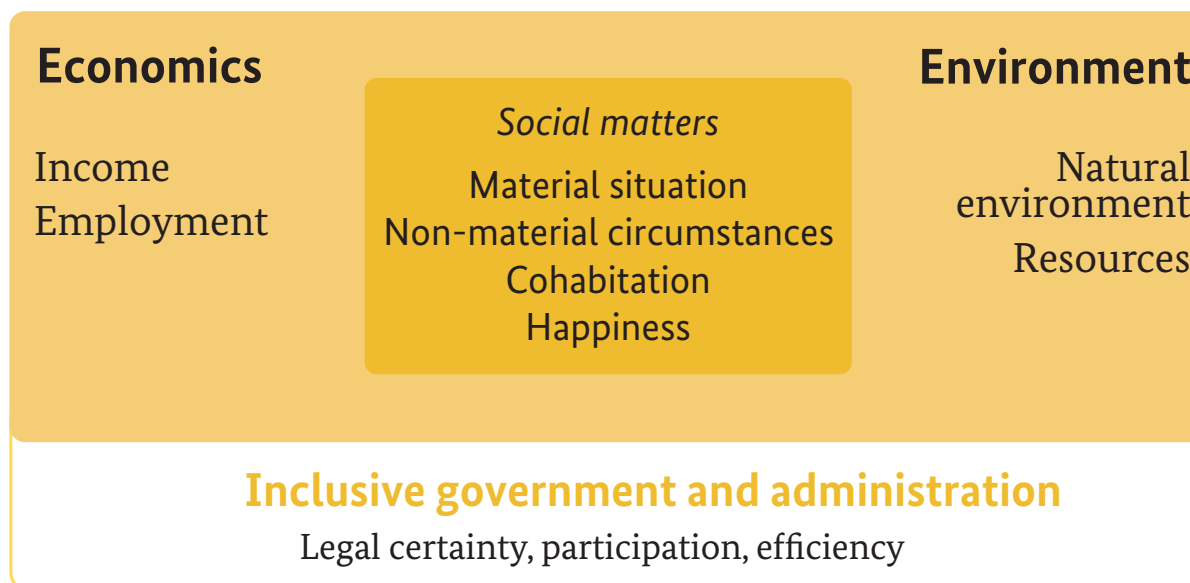 Economics
Income
Employment
Social matters
Material situation
Non-material circumstances
Cohabitation
Happiness
Environment
Natural
environment
Resources
Inclusive government and administration
Legal certainty, participation, efficiency